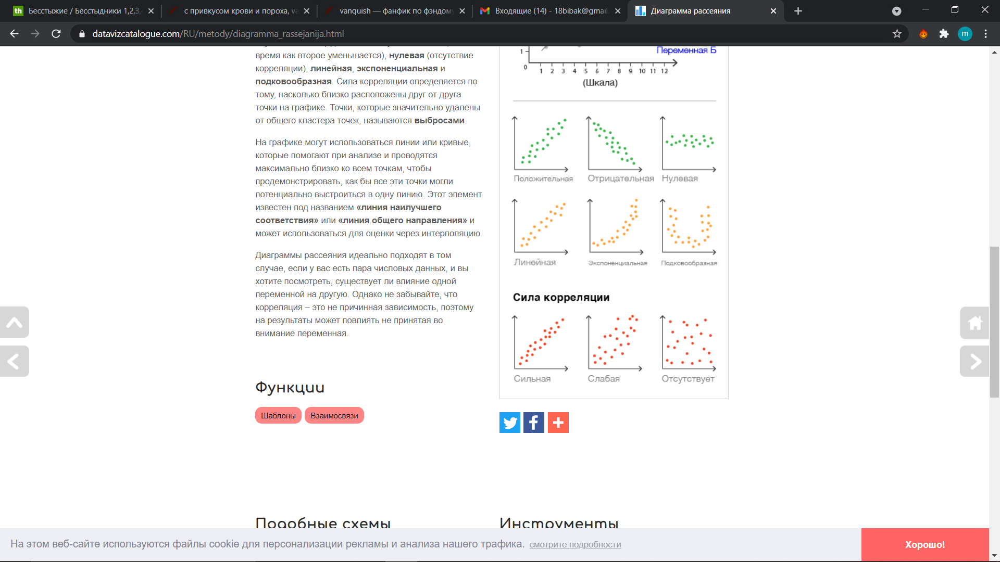 Бесстыжие / Бесстыдники 1,2,3,
с привкусом крови и пороха, va
vanquish — фанфик по фэндому
Входящие (14) - 18bibak@gmail.
Диаграмма рассеяния
datavizcatalogue.com/RU/metody/diagramma_rassejanija.html
m
время как второе уменьшается), нулевая (отсутствие
корреляции), линейная, экспоненциальная и
подковообразная. Сила корреляции определяется по
тому, насколько близко расположены друг от друга
точки на графике. Точки, которые значительно удалены
от общего кластера точек, называются выбросами.
На графике могут использоваться линии или кривые,
которые помогают при анализе и проводятся
максимально близко ко всем точкам, чтобы
продемонстрировать, как бы все эти точки могли
потенциально выстроиться в одну линию. Этот элемент
известен под названием «линия наилучшего
соответствия» или «линия общего направления» и
может использоваться для оценки через интерполяцию.
Диаграммы рассеяния идеально подходят в том
случае, если у вас есть пара числовых данных, и вы
хотите посмотреть, существует ли влияние одной
переменной на другую. Однако не забывайте, что
корреляция – это не причинная зависимость, поэтому
на результаты может повлиять не принятая во
внимание переменная.
Функции
Шаблоны Взаимосвязи
1
Переменная Б
0
1 2 3 4 5 6 7 8 9 10 11 12
(Шкала)
Положительная Отрицательная Нулевая
Линейная Экспоненциальная Подковообразная
Сила корреляции
Сильная Слабая Отсутствует
Подобные схемы
Инструменты
На этом веб-сайте используются файлы cookie для персонализации рекламы и анализа нашего трафика. смотрите подробности
Хорошо!